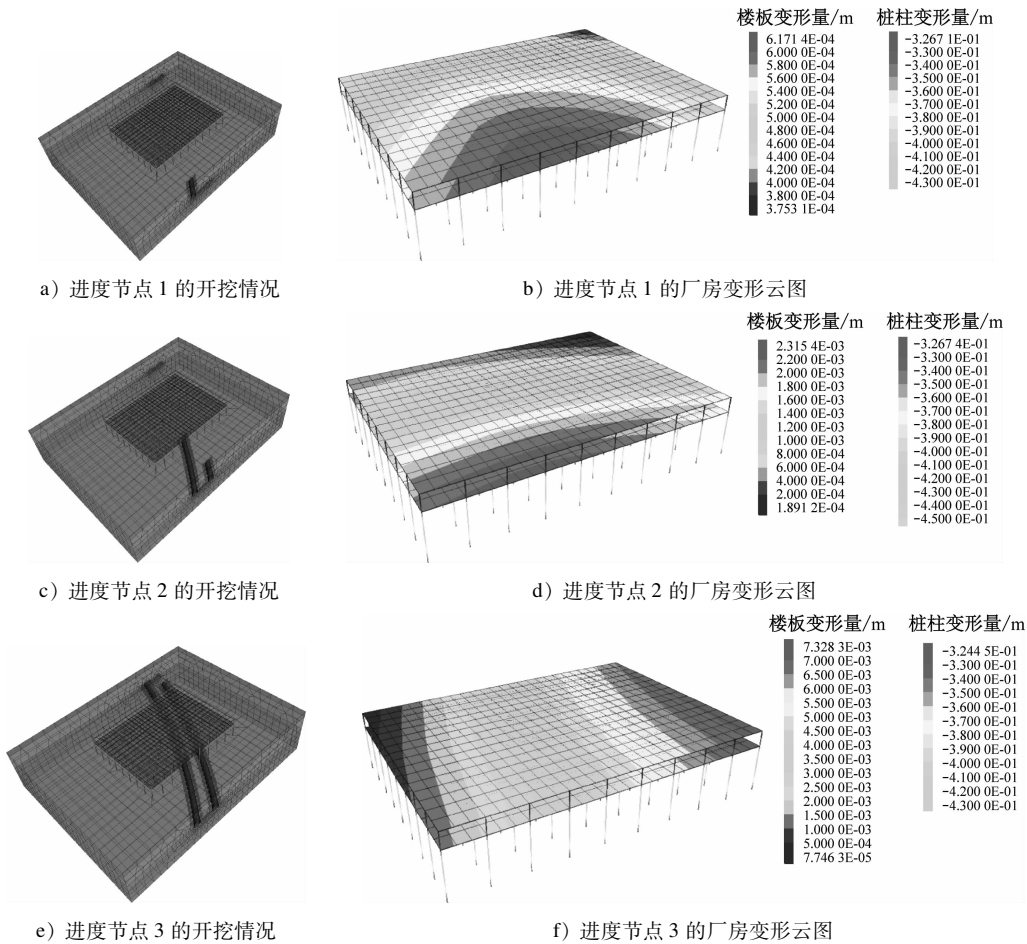 楼板变形量/m
6.171 4E-04
6.000 0E-04
5.800 0E-04
5.600 0E-04
5.400 0E-04
5.200 0E-04
5.000 0E-04
4.800 0E-04
4.600 0E-04
4.400 0E-04
4.200 0E-04
4.000 0E-04
3.800 0E-04
3.753 1E-04
桩柱变形量/m
-3.267 1E-01
-3.300 0E-01
-3.400 0E-01
-3.500 0E-01
-3.600 0E-01
-3.700 0E-01
-3.800 0E-01
-3.900 0E-01
-4.000 0E-01
-4.100 0E-01
-4.200 0E-01
-4.300 0E-01
a）进度节点 1 的开挖情况
b）进度节点 1 的厂房变形云图
楼板变形量/m
2.315 4E-03
2.200 0E-03
2.000 0E-03
1.800 0E-03
1.600 0E-03
1.400 0E-03
1.200 0E-03
1.000 0E-03
8.000 0E-04
6.000 0E-04
4.000 0E-04
2.000 0E-04
1.891 2E-04
桩柱变形量/m
-3.267 4E-01
-3.300 0E-01
-3.400 0E-01
-3.500 0E-01
-3.600 0E-01
-3.700 0E-01
-3.800 0E-01
-3.900 0E-01
-4.000 0E-01
-4.100 0E-01
-4.200 0E-01
-4.300 0E-01
-4.400 0E-01
-4.500 0E-01
c）进度节点 2 的开挖情况
d）进度节点 2 的厂房变形云图
楼板变形量/m
7.328 3E-03
7.000 0E-03
6.500 0E-03
6.000 0E-03
5.500 0E-03
5.000 0E-03
4.500 0E-03
4.000 0E-03
3.500 0E-03
3.000 0E-03
2.500 0E-03
2.000 0E-03
1.500 0E-03
1.000 0E-03
5.000 0E-04
7.746 3E-05
桩柱变形量/m
-3.244 5E-01
-3.300 0E-01
-3.400 0E-01
-3.500 0E-01
-3.600 0E-01
-3.700 0E-01
-3.800 0E-01
-3.900 0E-01
-4.000 0E-01
-4.100 0E-01
-4.200 0E-01
-4.300 0E-01
e）进度节点 3 的开挖情况
f）进度节点 3 的厂房变形云图